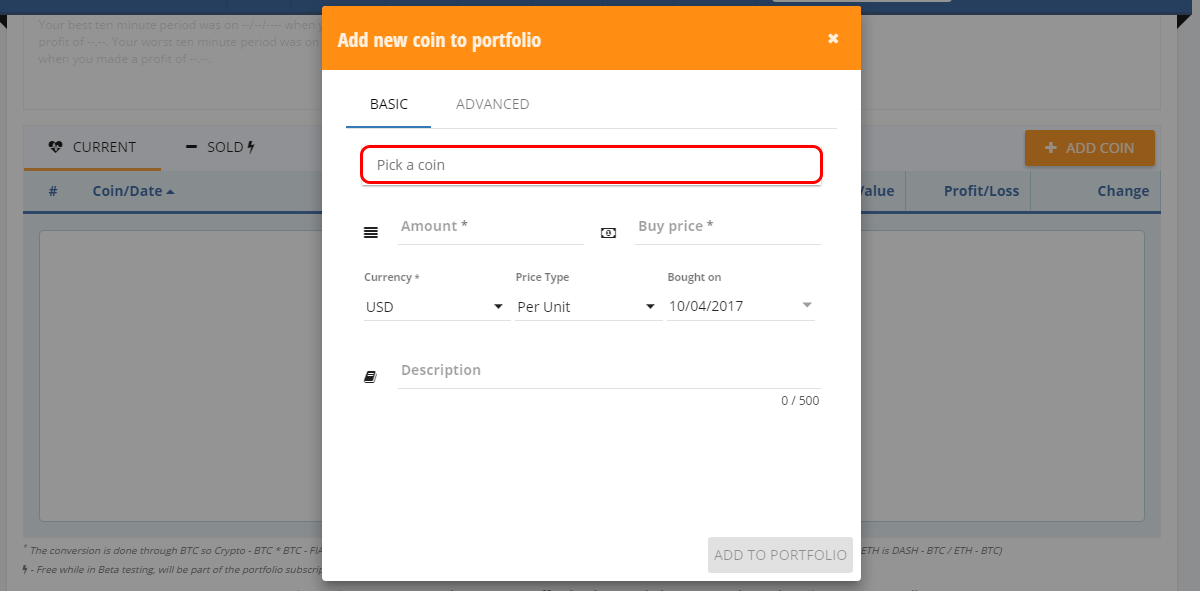 Your best ten minute period was on --/--/---- when
profit of --.--. Your worst ten minute period was on
when you made a profit of --.--.
Add new coin to portfolio
✖
BASIC ADVANCED
CURRENT SOLD
ADD COIN
Pick a coin
# Coin/Date Value Profit/Loss Change
Amount * Buy price *
Currency * Price Type Bought on
USD Per Unit 10/04/2017
Description
0 / 500
* The conversion is done through BTC so Crypto - BTC * BTC - ETH is DASH - BTC / ETH - BTC)
- Free while in Beta testing, will be part of the portfolio
ADD TO PORTFOLIO